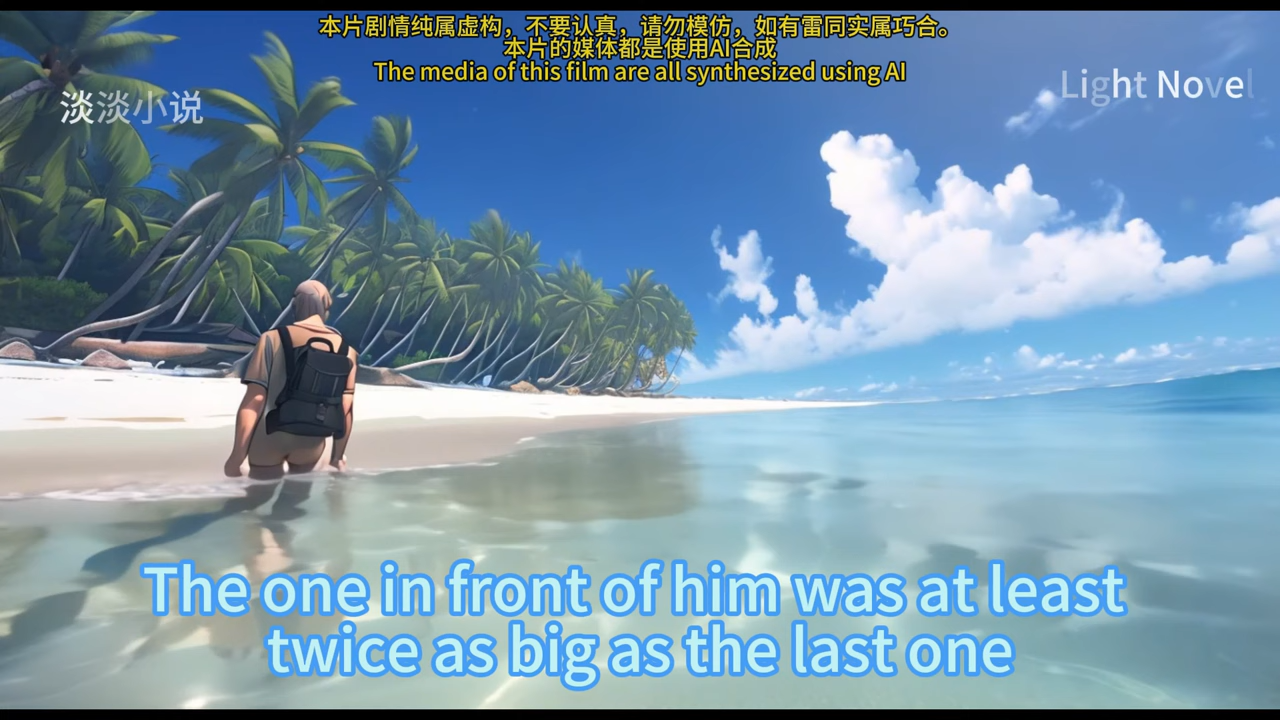 本片剧情纯属虚构，不要认真，请勿模仿，如有雷同实属巧合。
本片的媒体都是使用AI合成
The media of this film are all synthesized using AI
淡淡小说
Light Novel
The one in front of him was at least
twice as big as the last one